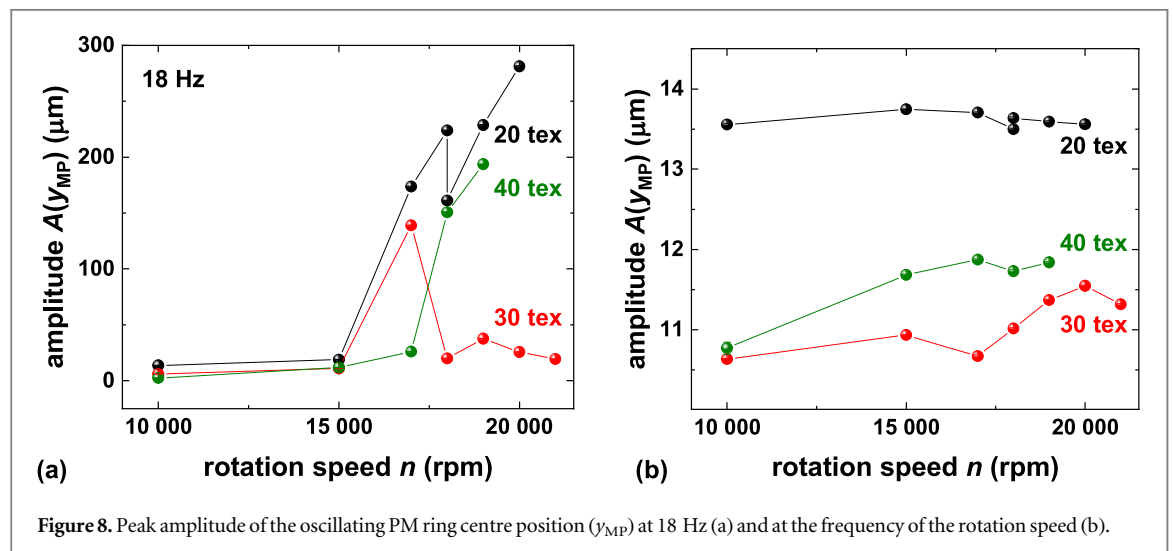 300
200
100
0
18 Hz
20 tex
40 tex
30 tex
amplitude A(y_MP) (μm)
10 000 15 000 20 000
rotation speed n (rpm)
(a)
14
13
12
11
20 tex
40 tex
30 tex
amplitude A(y_MP) (μm)
10 000 15 000 20 000
rotation speed n (rpm)
(b)
Figure 8. Peak amplitude of the oscillating PM ring centre position (y_MP) at 18 Hz (a) and at the frequency of the rotation speed (b).